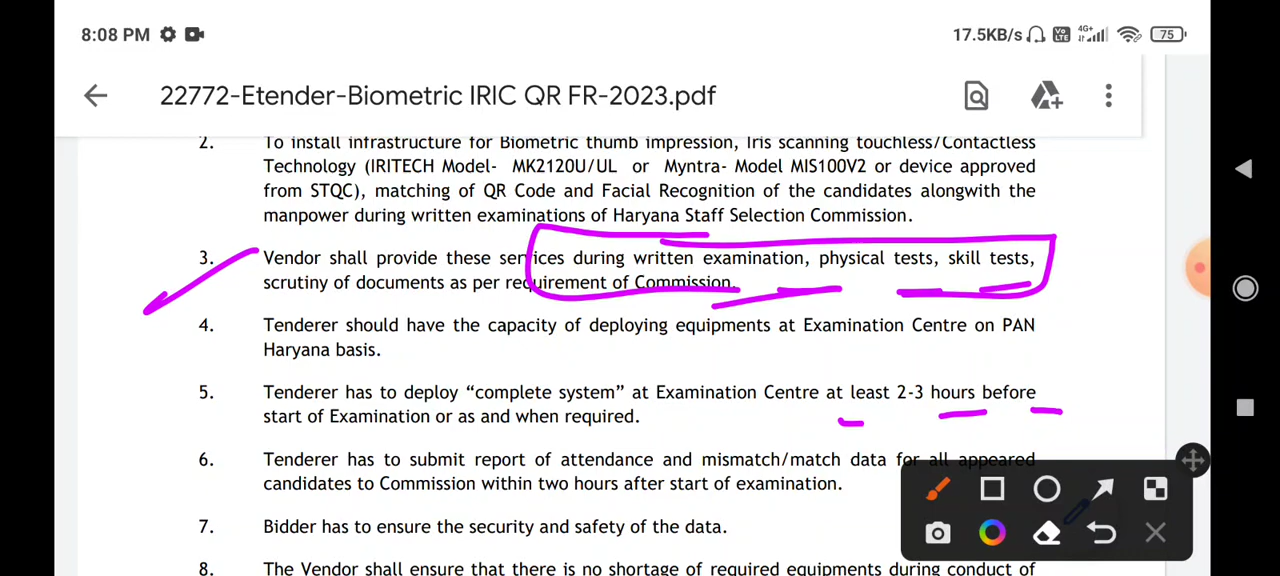 8:08 PM 17.5KB/s 4G+ 75
22772-Etender-Biometric IRIC QR FR-2023.pdf
2. To install infrastructure for Biometric thumb impression, Iris scanning touchless/Contactless
Technology (IRITECH Model- MK2120U/UL or Myntra- Model MIS100V2 or device approved
from STQC), matching of QR Code and Facial Recognition of the candidates alongwith the
manpower during written examinations of Haryana Staff Selection Commission.
3. Vendor shall provide these services during written examination, physical tests, skill tests,
scrutiny of documents as per requirement of Commission.
4. Tenderer should have the capacity of deploying equipments at Examination Centre on PAN
Haryana basis.
5. Tenderer has to deploy “complete system” at Examination Centre at least 2-3 hours before
start of Examination or as and when required.
6. Tenderer has to submit report of attendance and mismatch/match data for all appeared
candidates to Commission within two hours after start of examination.
7. Bidder has to ensure the security and safety of the data.
8. The Vendor shall ensure that there is no shortage of required equipments during conduct of